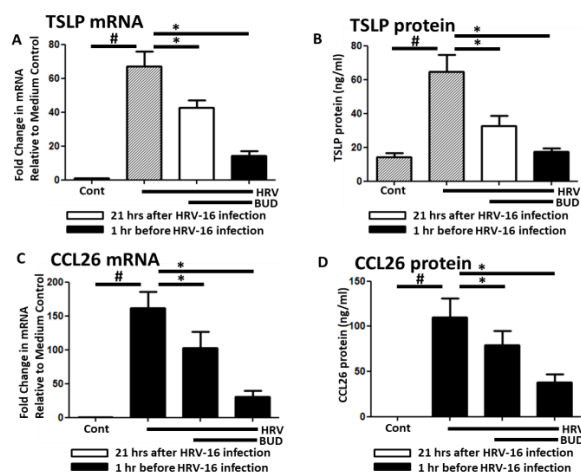 A TSLP mRNA
Fold Change in mRNA
Relative to Medium Control
80
60
40
20
0
#
*
*
Cont
HRV
BUD
21 hrs after HRV-16 infection
1 hr before HRV-16 infection
B TSLP protein
TSLP protein (ng/ml)
80
60
40
20
0
#
*
*
Cont
HRV
BUD
21 hrs after HRV-16 infection
1 hr before HRV-16 infection
C CCL26 mRNA
Fold Change in mRNA
Relative to Medium Control
200
150
100
50
0
#
*
*
Cont
HRV
BUD
21 hrs after HRV-16 infection
1 hr before HRV-16 infection
D CCL26 protein
CCL26 protein (ng/ml)
150
100
50
0
#
*
*
Cont
HRV
BUD
21 hrs after HRV-16 infection
1 hr before HRV-16 infection